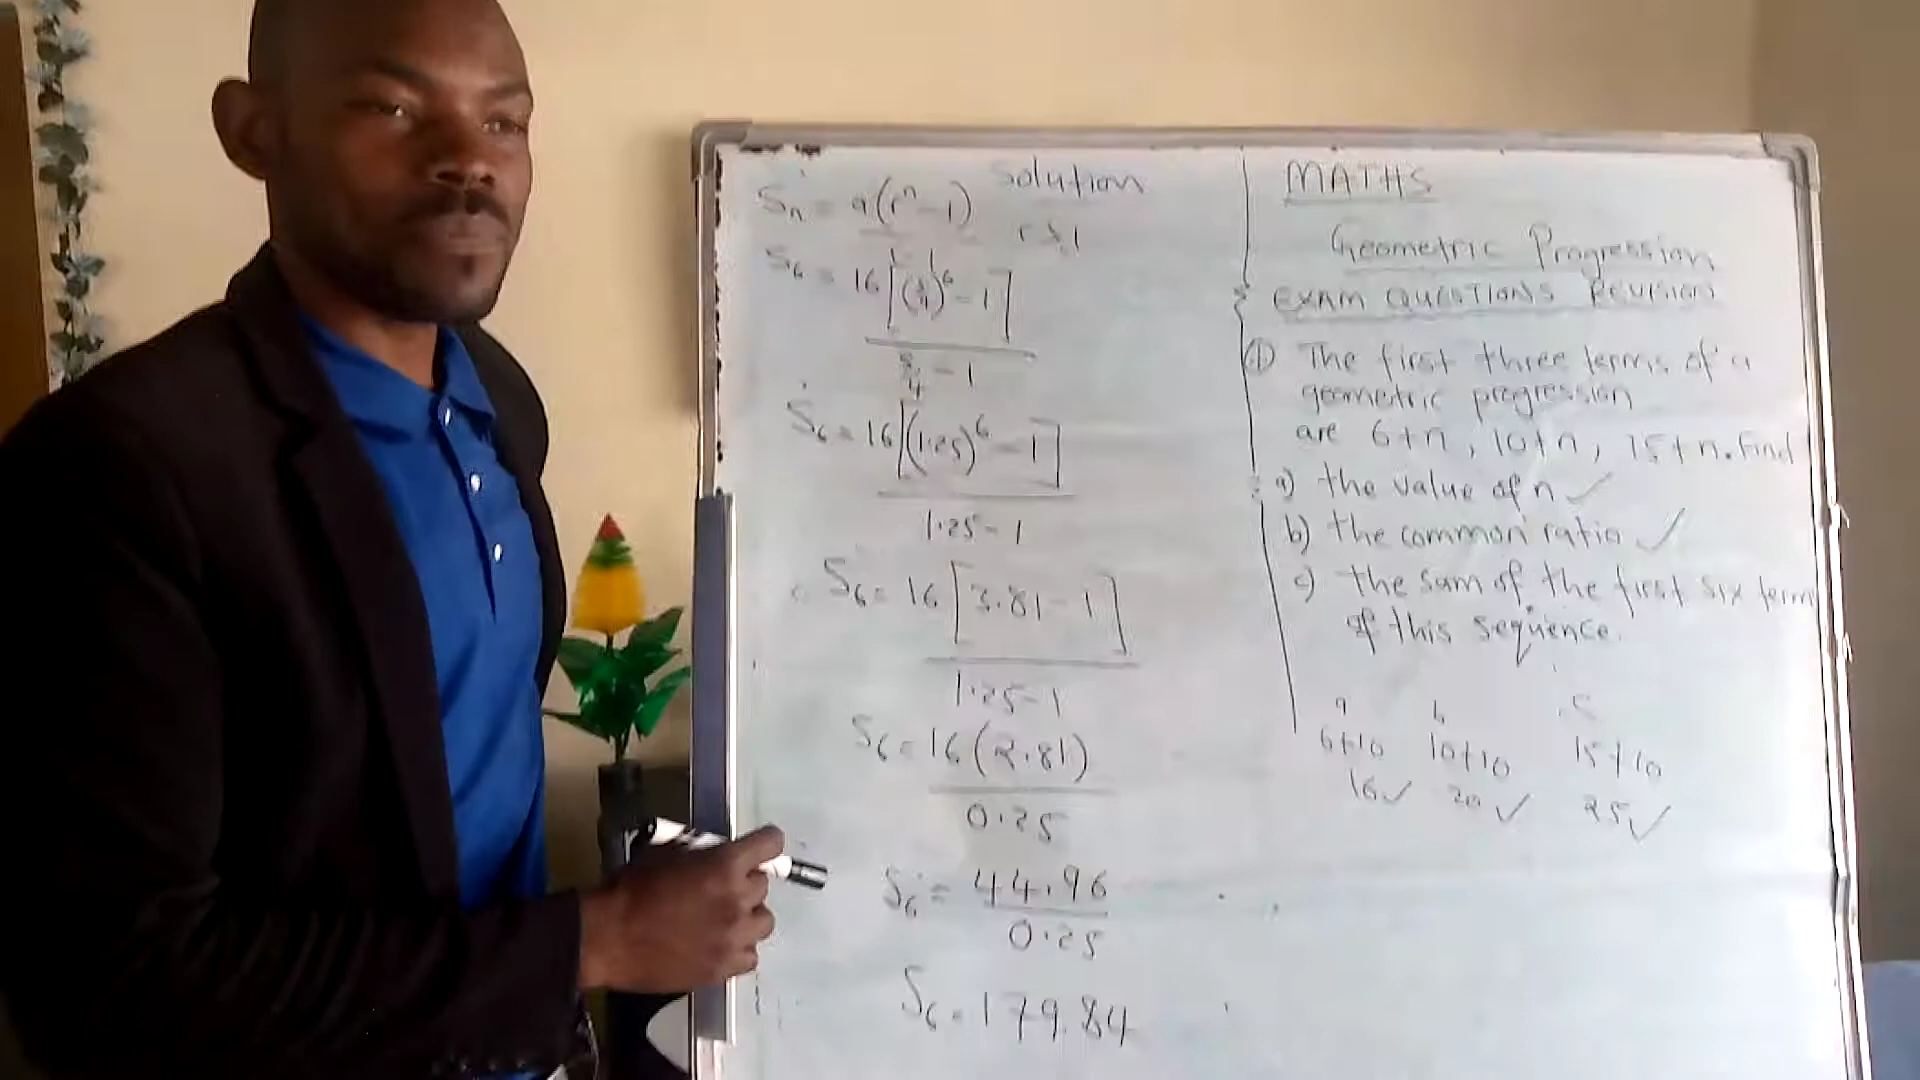 Solution
Sn = a(r^n - 1)
r > 1
r - 1
S6 = 16[(5/4)^6 - 1]
5/4 - 1
S6 = 16[(1.25)^6 - 1]
1.25 - 1
S6 = 16[3.81 - 1]
1.25 - 1
S6 = 16(2.81)
0.25
S6 = 44.96
0.25
S6 = 179.84
MATHS
Geometric Progression
EXAM QUESTIONS REVISION
① The first three terms of a
geometric progression
are 6+n, 10+n, 15+n. Find
a) the value of n ✓
b) the common ratio ✓
c) the sum of the first six terms
of this sequence.
a b c
6+10 10+10 15+10
16✓ 20✓ 25✓